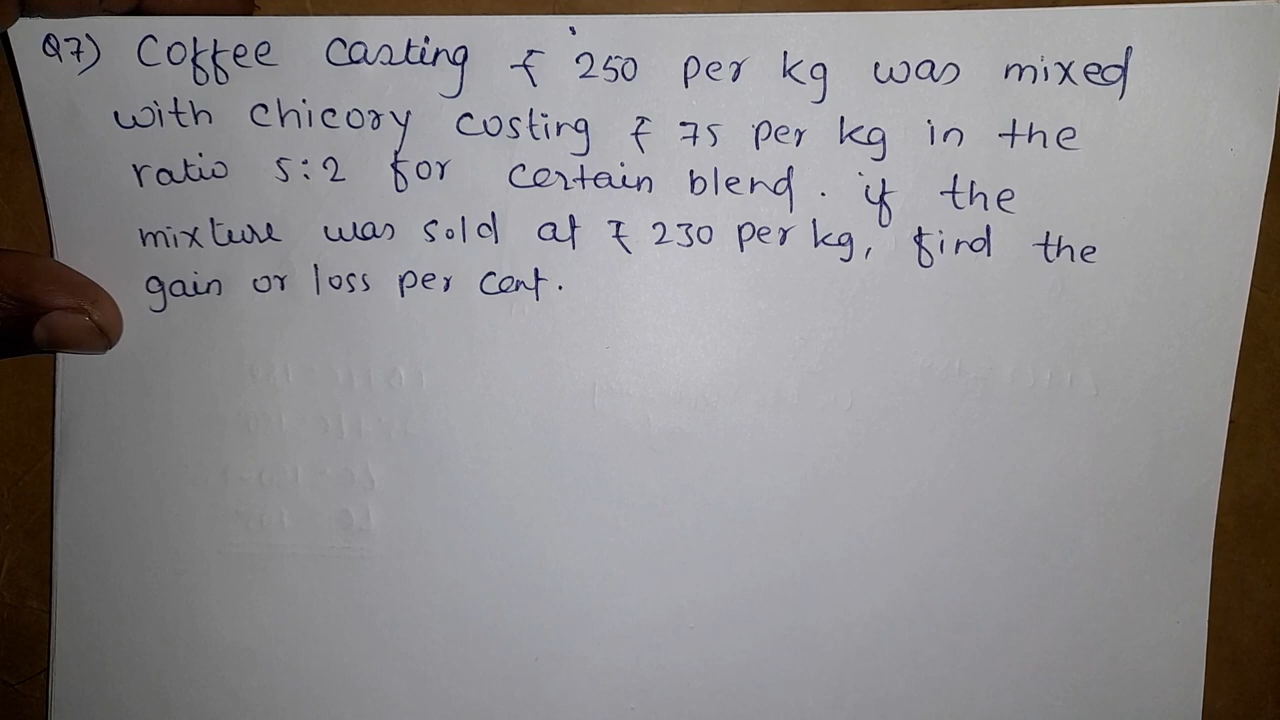 Q7) Coffee casting ₹ 250 per kg was mixed
with chicory costing ₹ 75 per kg in the
ratio 5:2 for certain blend. if the
mixture was sold at ₹ 230 per kg, find the
gain or loss per cent.